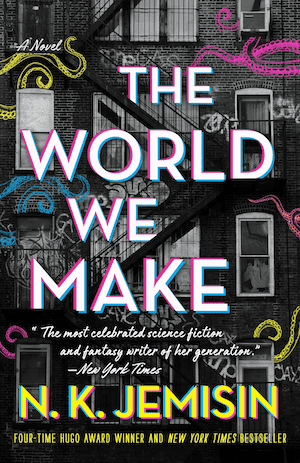 A Novel
THE
WORLD
WE
MAKE
“The most celebrated science fiction
and fantasy writer of her generation.”
—New York Times
N. K. JEMISIN
FOUR-TIME HUGO AWARD WINNER AND NEW YORK TIMES BESTSELLER